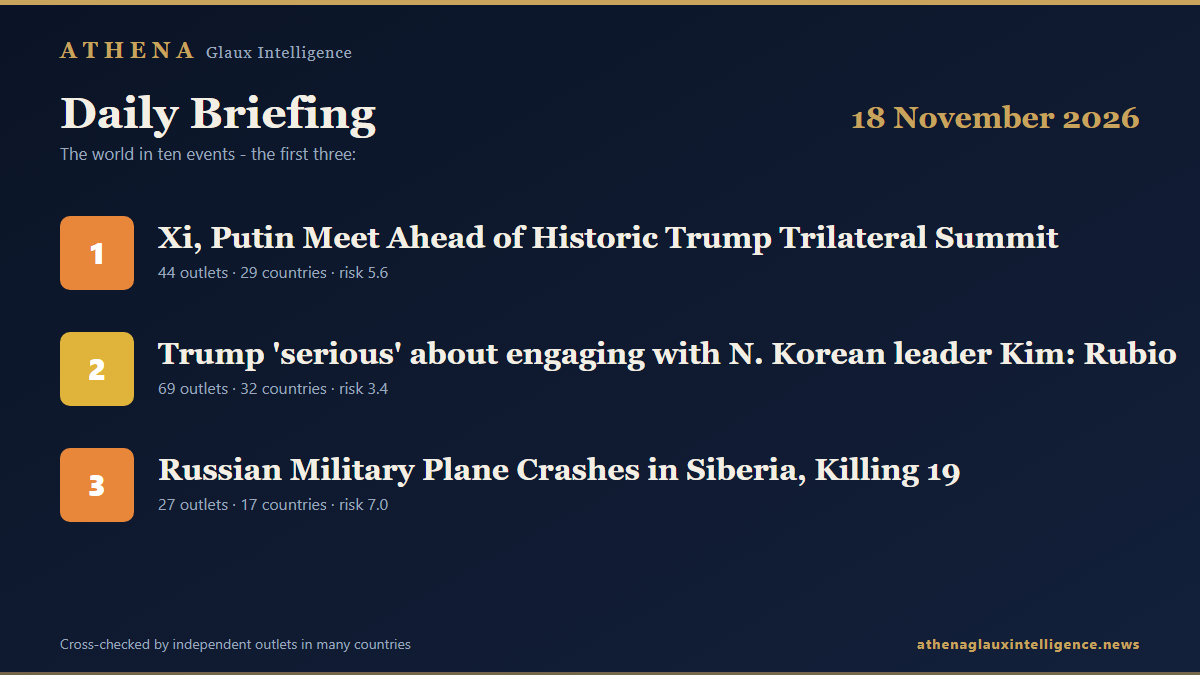 ATHENA Glaux Intelligence
Daily Briefing
18 November 2026
The world in ten events - the first three:
1
Xi, Putin Meet Ahead of Historic Trump Trilateral Summit
44 outlets · 29 countries · risk 5.6
2
Trump 'serious' about engaging with N. Korean leader Kim: Rubio
69 outlets · 32 countries · risk 3.4
3
Russian Military Plane Crashes in Siberia, Killing 19
27 outlets · 17 countries · risk 7.0
Cross-checked by independent outlets in many countries
athenaglauxintelligence.news